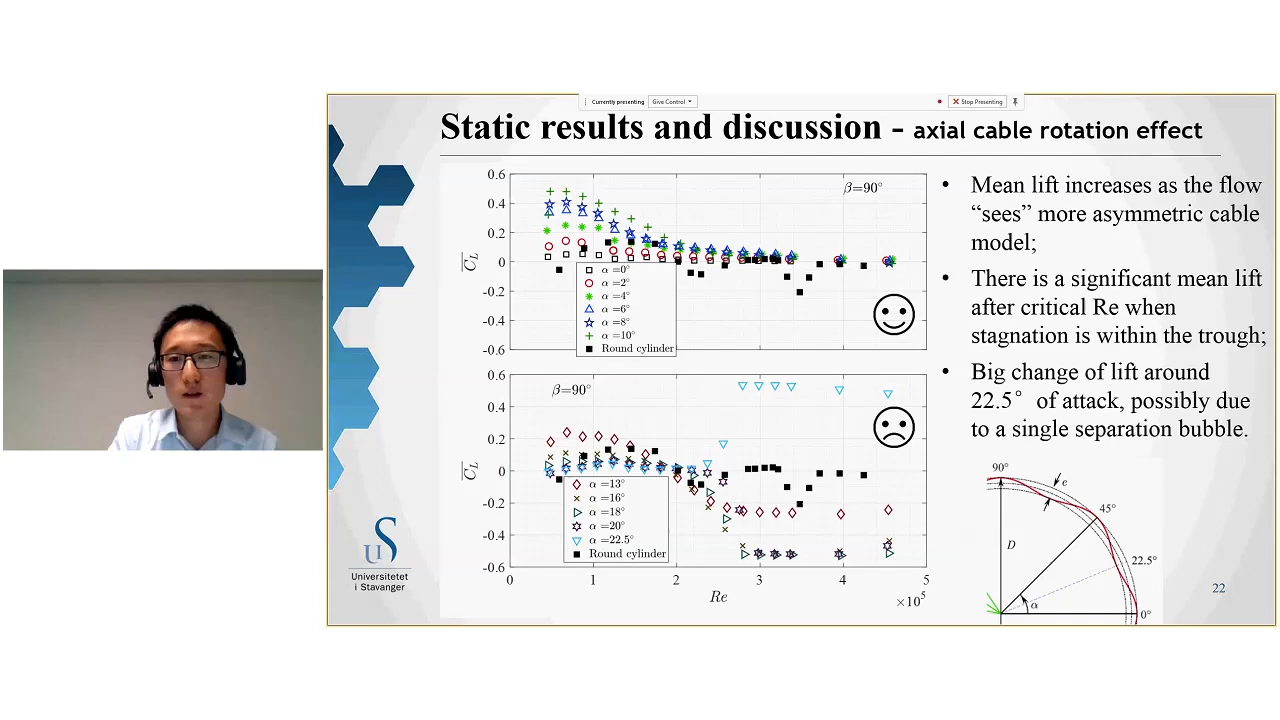 Currently presenting Give Control Stop Presenting
Static results and discussion – axial cable rotation effect
0.6
0.4
0.2
0
-0.2
-0.4
-0.6
C_L
β=90°
α =0°
α =2°
α =4°
α =6°
α =8°
α =10°
Round cylinder
0.6
0.4
0.2
0
-0.2
-0.4
-0.6
C_L
β=90°
α =13°
α =16°
α =18°
α =20°
α =22.5°
Round cylinder
0 1 2 3 4 5
Re
×10⁵
• Mean lift increases as the flow
“sees” more asymmetric cable
model;
• There is a significant mean lift
after critical Re when
stagnation is within the trough;
• Big change of lift around
22.5° of attack, possibly due
to a single separation bubble.
90°
e
45°
D
22.5°
α
0°
US
Universitetet
i Stavanger
22